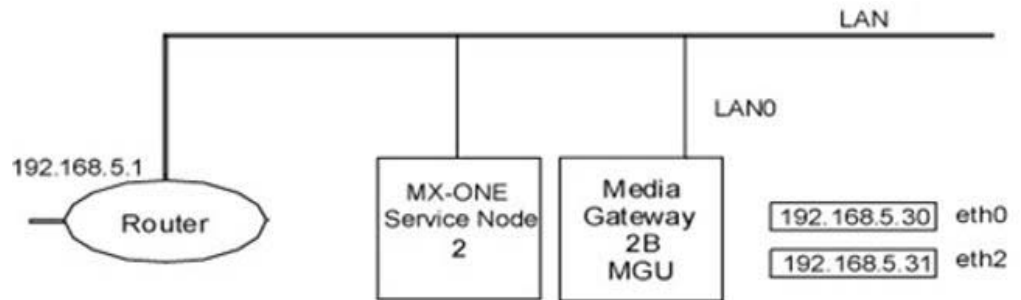 LAN
LAN0
192.168.5.1
Router
MX-ONE
Service Node
2
Media
Gateway
2B
MGU
192.168.5.30 eth0
192.168.5.31 eth2